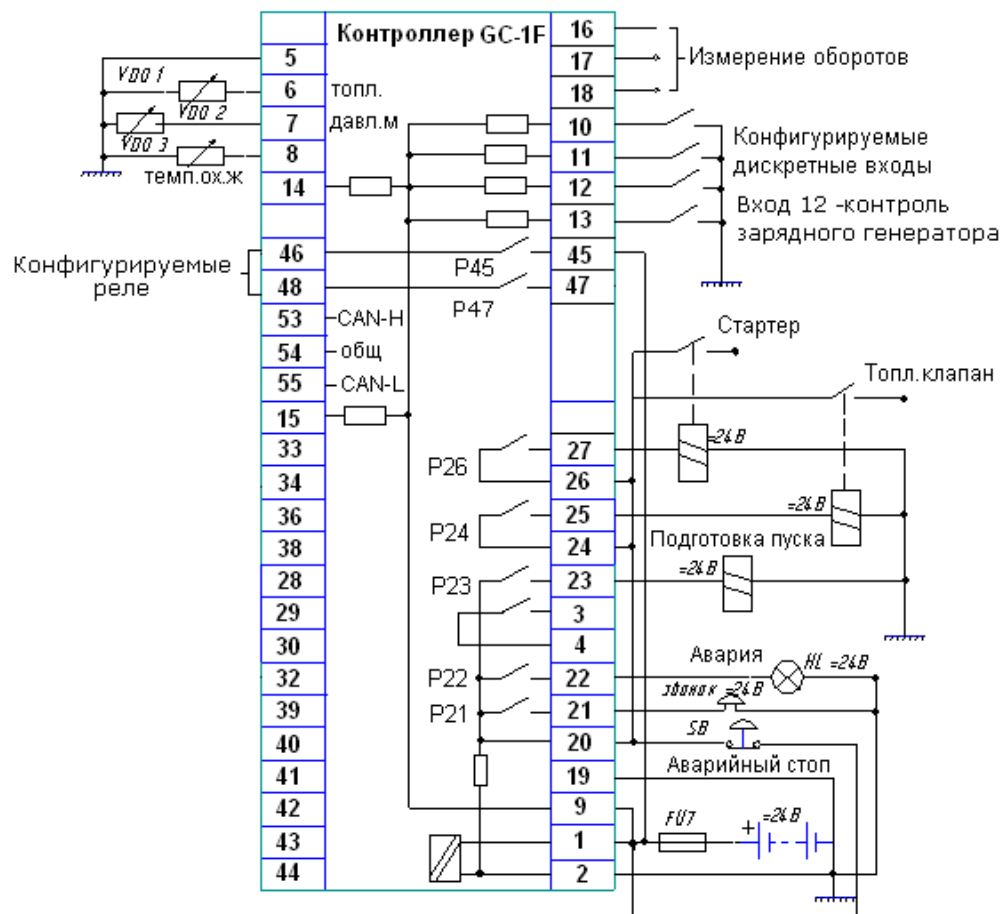 Контроллер GC-1F
5
VDO 1
6
топл.
VDO 2
7
давл.м
VDO 3
8
темп.ох.ж
14
46
Конфигурируемые
реле
48
53
CAN-H
54
общ
55
CAN-L
15
33
34
36
38
28
29
30
32
39
40
41
42
43
44
16
17
18
Измерение оборотов
10
11
12
13
Конфигурируемые
дискретные входы
Вход 12 -контроль
зарядного генератора
45
P45
47
P47
Стартер
Топл.клапан
27
=24В
P26
26
25
=24В
P24
24
Подготовка пуска
23
=24В
P23
3
4
Авария
22
HL =24В
P22
звонок =24В
21
P21
SB
20
Аварийный стоп
19
9
FU7
+ =24В
1
2